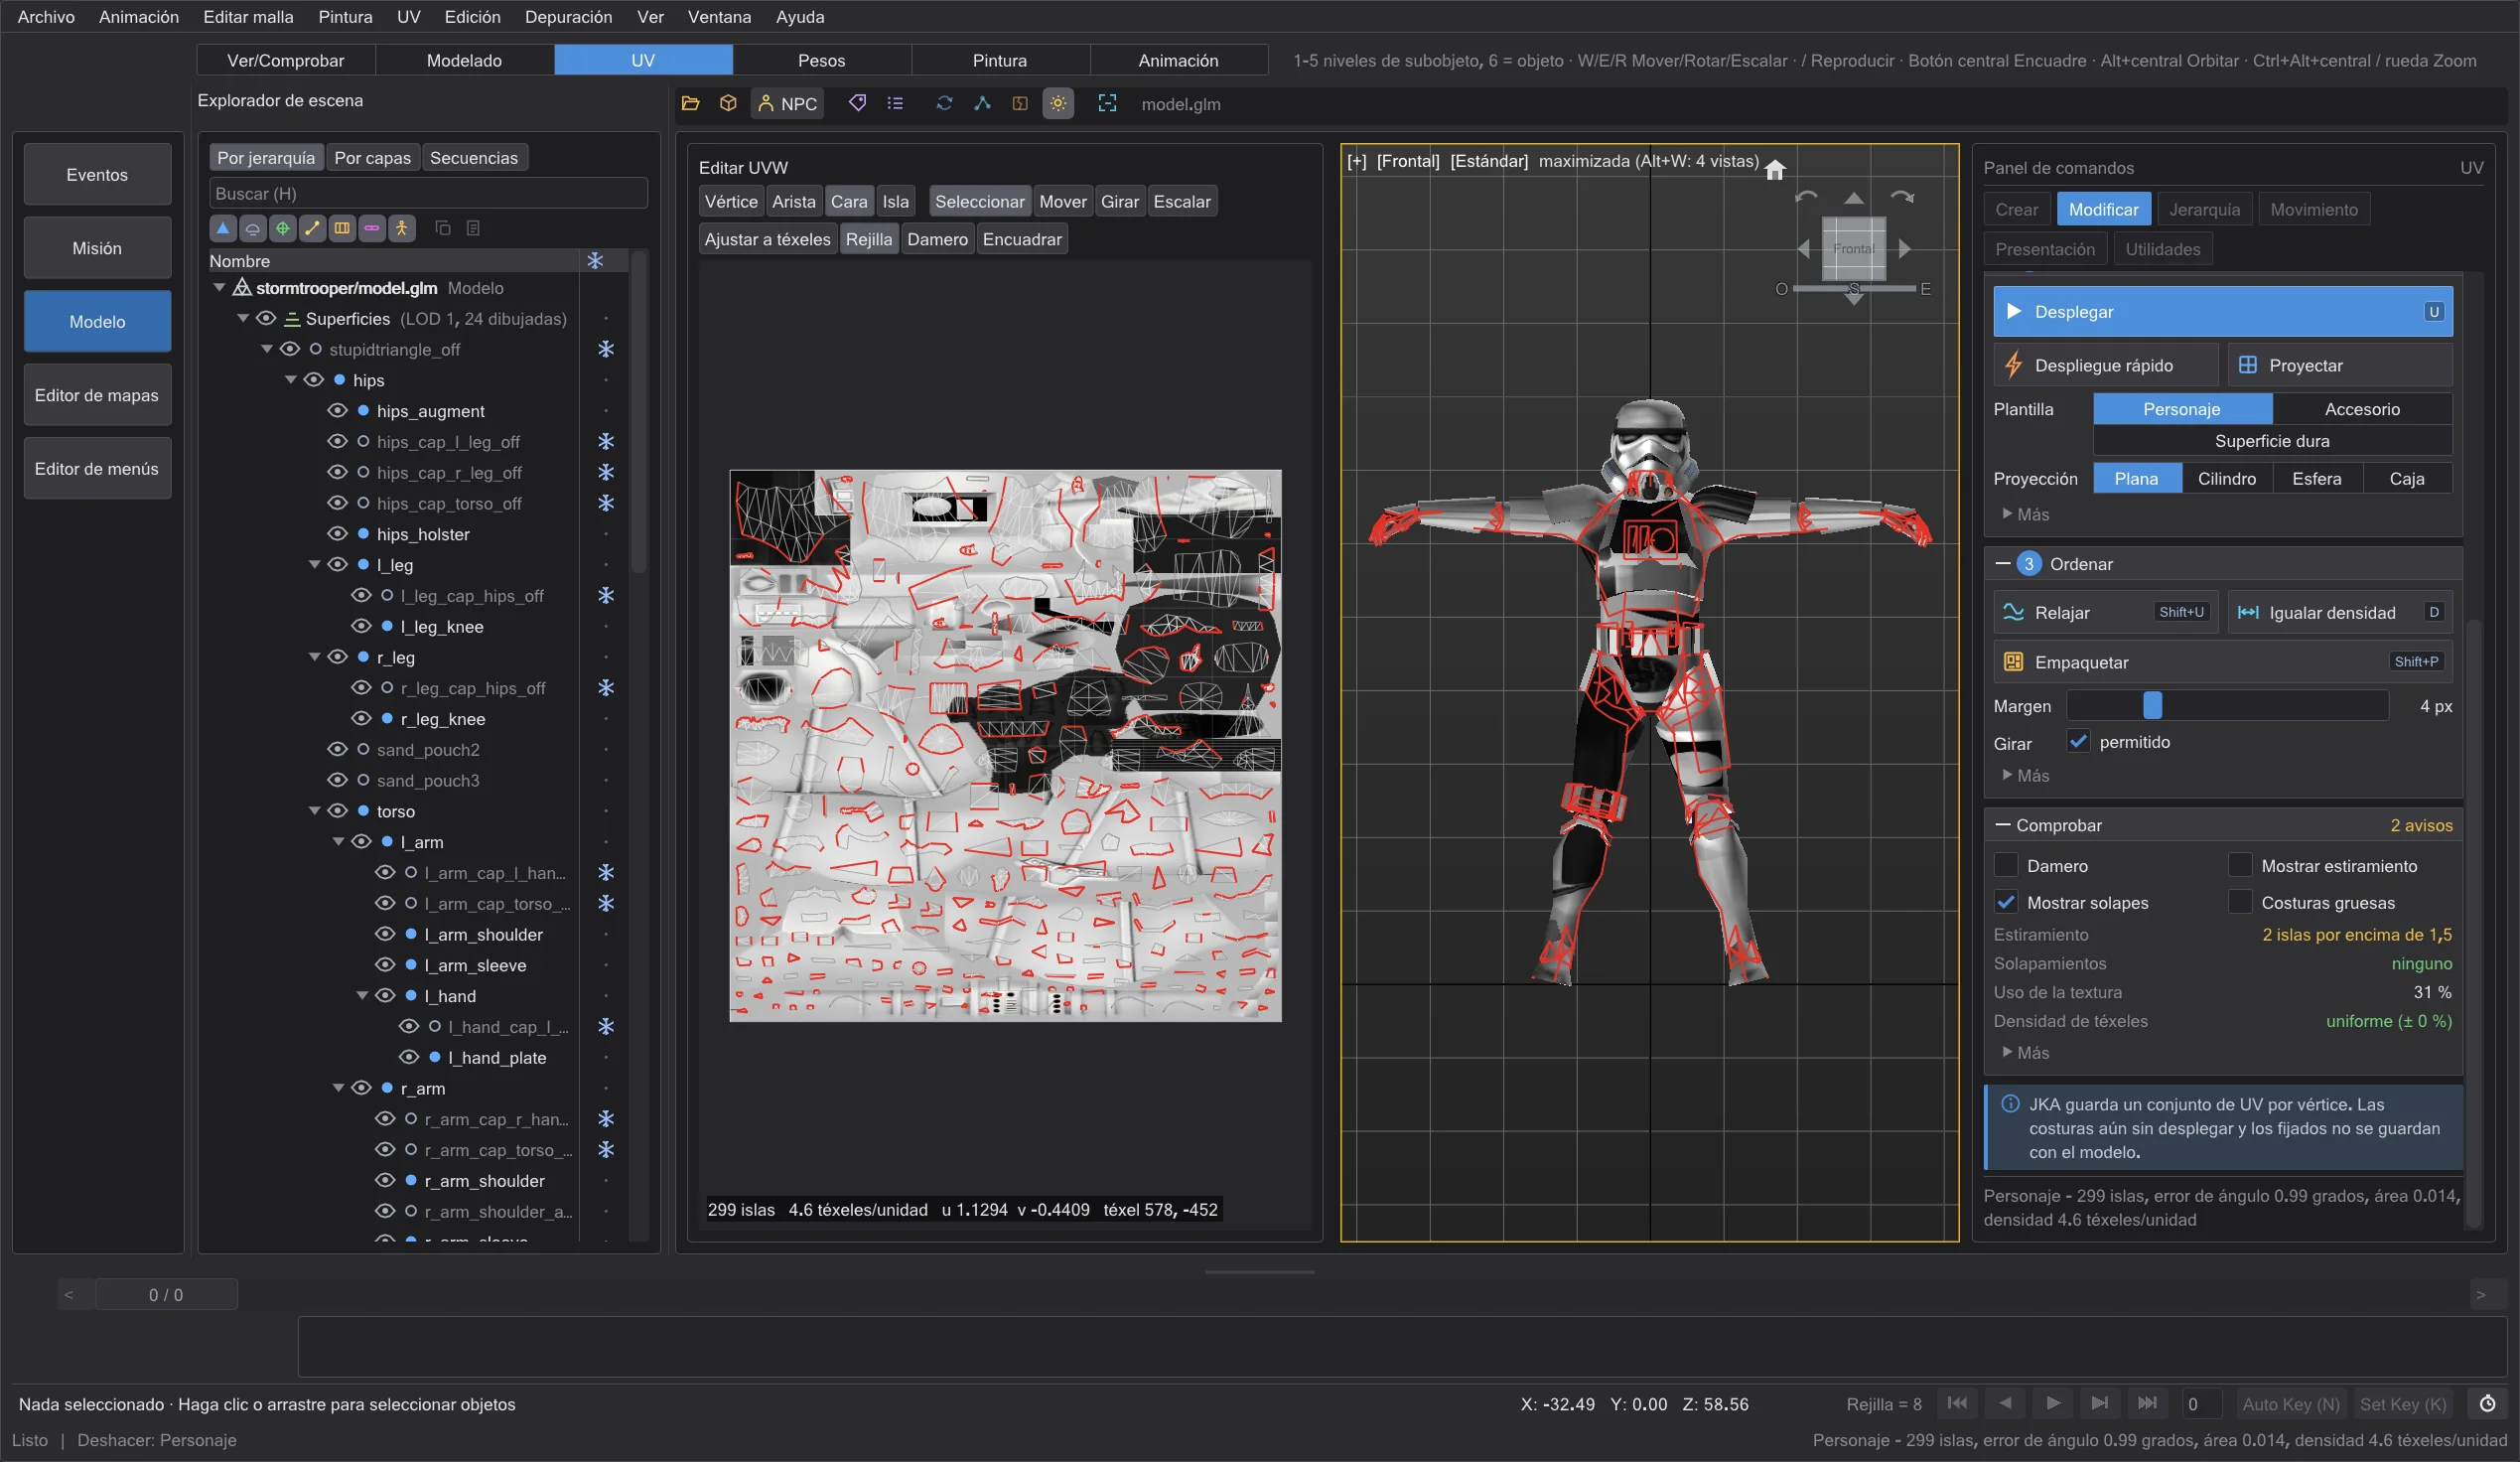 Archivo Animación Editar malla Pintura UV Edición Depuración Ver Ventana Ayuda
Ver/Comprobar Modelado UV Pesos Pintura Animación 1-5 niveles de subobjeto, 6 = objeto · W/E/R Mover/Rotar/Escalar · / Reproducir · Botón central Encuadre · Alt+central Orbitar · Ctrl+Alt+central / rueda Zoom
Explorador de escena
NPC model.glm
Eventos
Misión
Modelo
Editor de mapas
Editor de menús
Por jerarquía Por capas Secuencias
Buscar (H)
Nombre
stormtrooper/model.glm Modelo
Superficies (LOD 1, 24 dibujadas)
stupidtriangle_off
hips
hips_augment
hips_cap_l_leg_off
hips_cap_r_leg_off
hips_cap_torso_off
hips_holster
l_leg
l_leg_cap_hips_off
l_leg_knee
r_leg
r_leg_cap_hips_off
r_leg_knee
sand_pouch2
sand_pouch3
torso
l_arm
l_arm_cap_l_han...
l_arm_cap_torso_...
l_arm_shoulder
l_arm_sleeve
l_hand
l_hand_cap_l_...
l_hand_plate
r_arm
r_arm_cap_r_han...
r_arm_cap_torso_...
r_arm_shoulder
r_arm_shoulder_a...
r_arm_sleeve
Editar UVW
Vértice Arista Cara Isla Seleccionar Mover Girar Escalar
Ajustar a téxeles Rejilla Damero Encuadrar
299 islas 4.6 téxeles/unidad u 1.1294 v -0.4409 téxel 578, -452
[+] [Frontal] [Estándar] maximizada (Alt+W: 4 vistas)
Frontal
O S E
Panel de comandos UV
Crear Modificar Jerarquía Movimiento
Presentación Utilidades
Desplegar U
Despliegue rápido Proyectar
Plantilla Personaje Accesorio
Superficie dura
Proyección Plana Cilindro Esfera Caja
Más
3 Ordenar
Relajar Shift+U Igualar densidad D
Empaquetar Shift+P
Margen 4 px
Girar permitido
Más
Comprobar 2 avisos
Damero Mostrar estiramiento
Mostrar solapes Costuras gruesas
Estiramiento 2 islas por encima de 1,5
Solapamientos ninguno
Uso de la textura 31 %
Densidad de téxeles uniforme (± 0 %)
Más
JKA guarda un conjunto de UV por vértice. Las
costuras aún sin desplegar y los fijados no se guardan
con el modelo.
Personaje - 299 islas, error de ángulo 0.99 grados, área 0.014,
densidad 4.6 téxeles/unidad
< 0 / 0 >
Nada seleccionado · Haga clic o arrastre para seleccionar objetos X: -32.49 Y: 0.00 Z: 58.56 Rejilla = 8 0 Auto Key (N) Set Key (K)
Listo | Deshacer: Personaje Personaje - 299 islas, error de ángulo 0.99 grados, área 0.014, densidad 4.6 téxeles/unidad